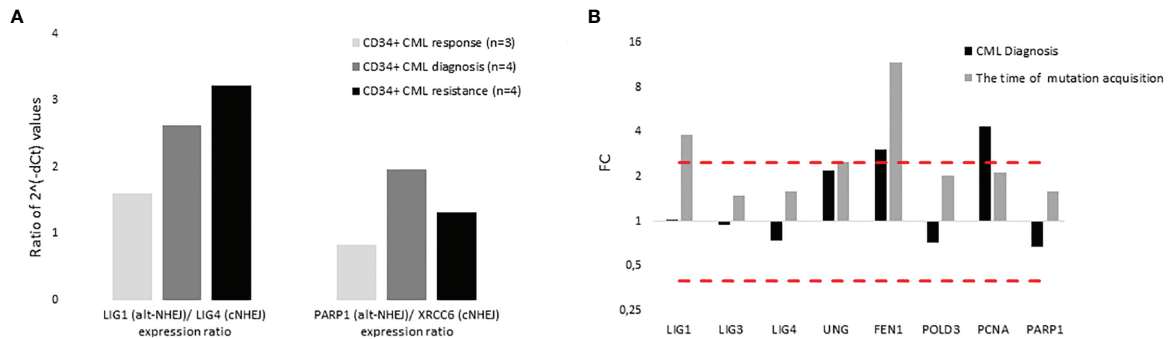 A
Ratio of 2^(-dCt) values
4
3
2
1
0
CD34+ CML response (n=3)
CD34+ CML diagnosis (n=4)
CD34+ CML resistance (n=4)
LIG1 (alt-NHEJ)/ LIG4 (cNHEJ)
expression ratio
PARP1 (alt-NHEJ)/ XRCC6 (cNHEJ)
expression ratio
B
FC
16
8
4
2
1
0,5
0,25
CML Diagnosis
The time of mutation acquisition
LIG1
LIG3
LIG4
UNG
FEN1
POLD3
PCNA
PARP1